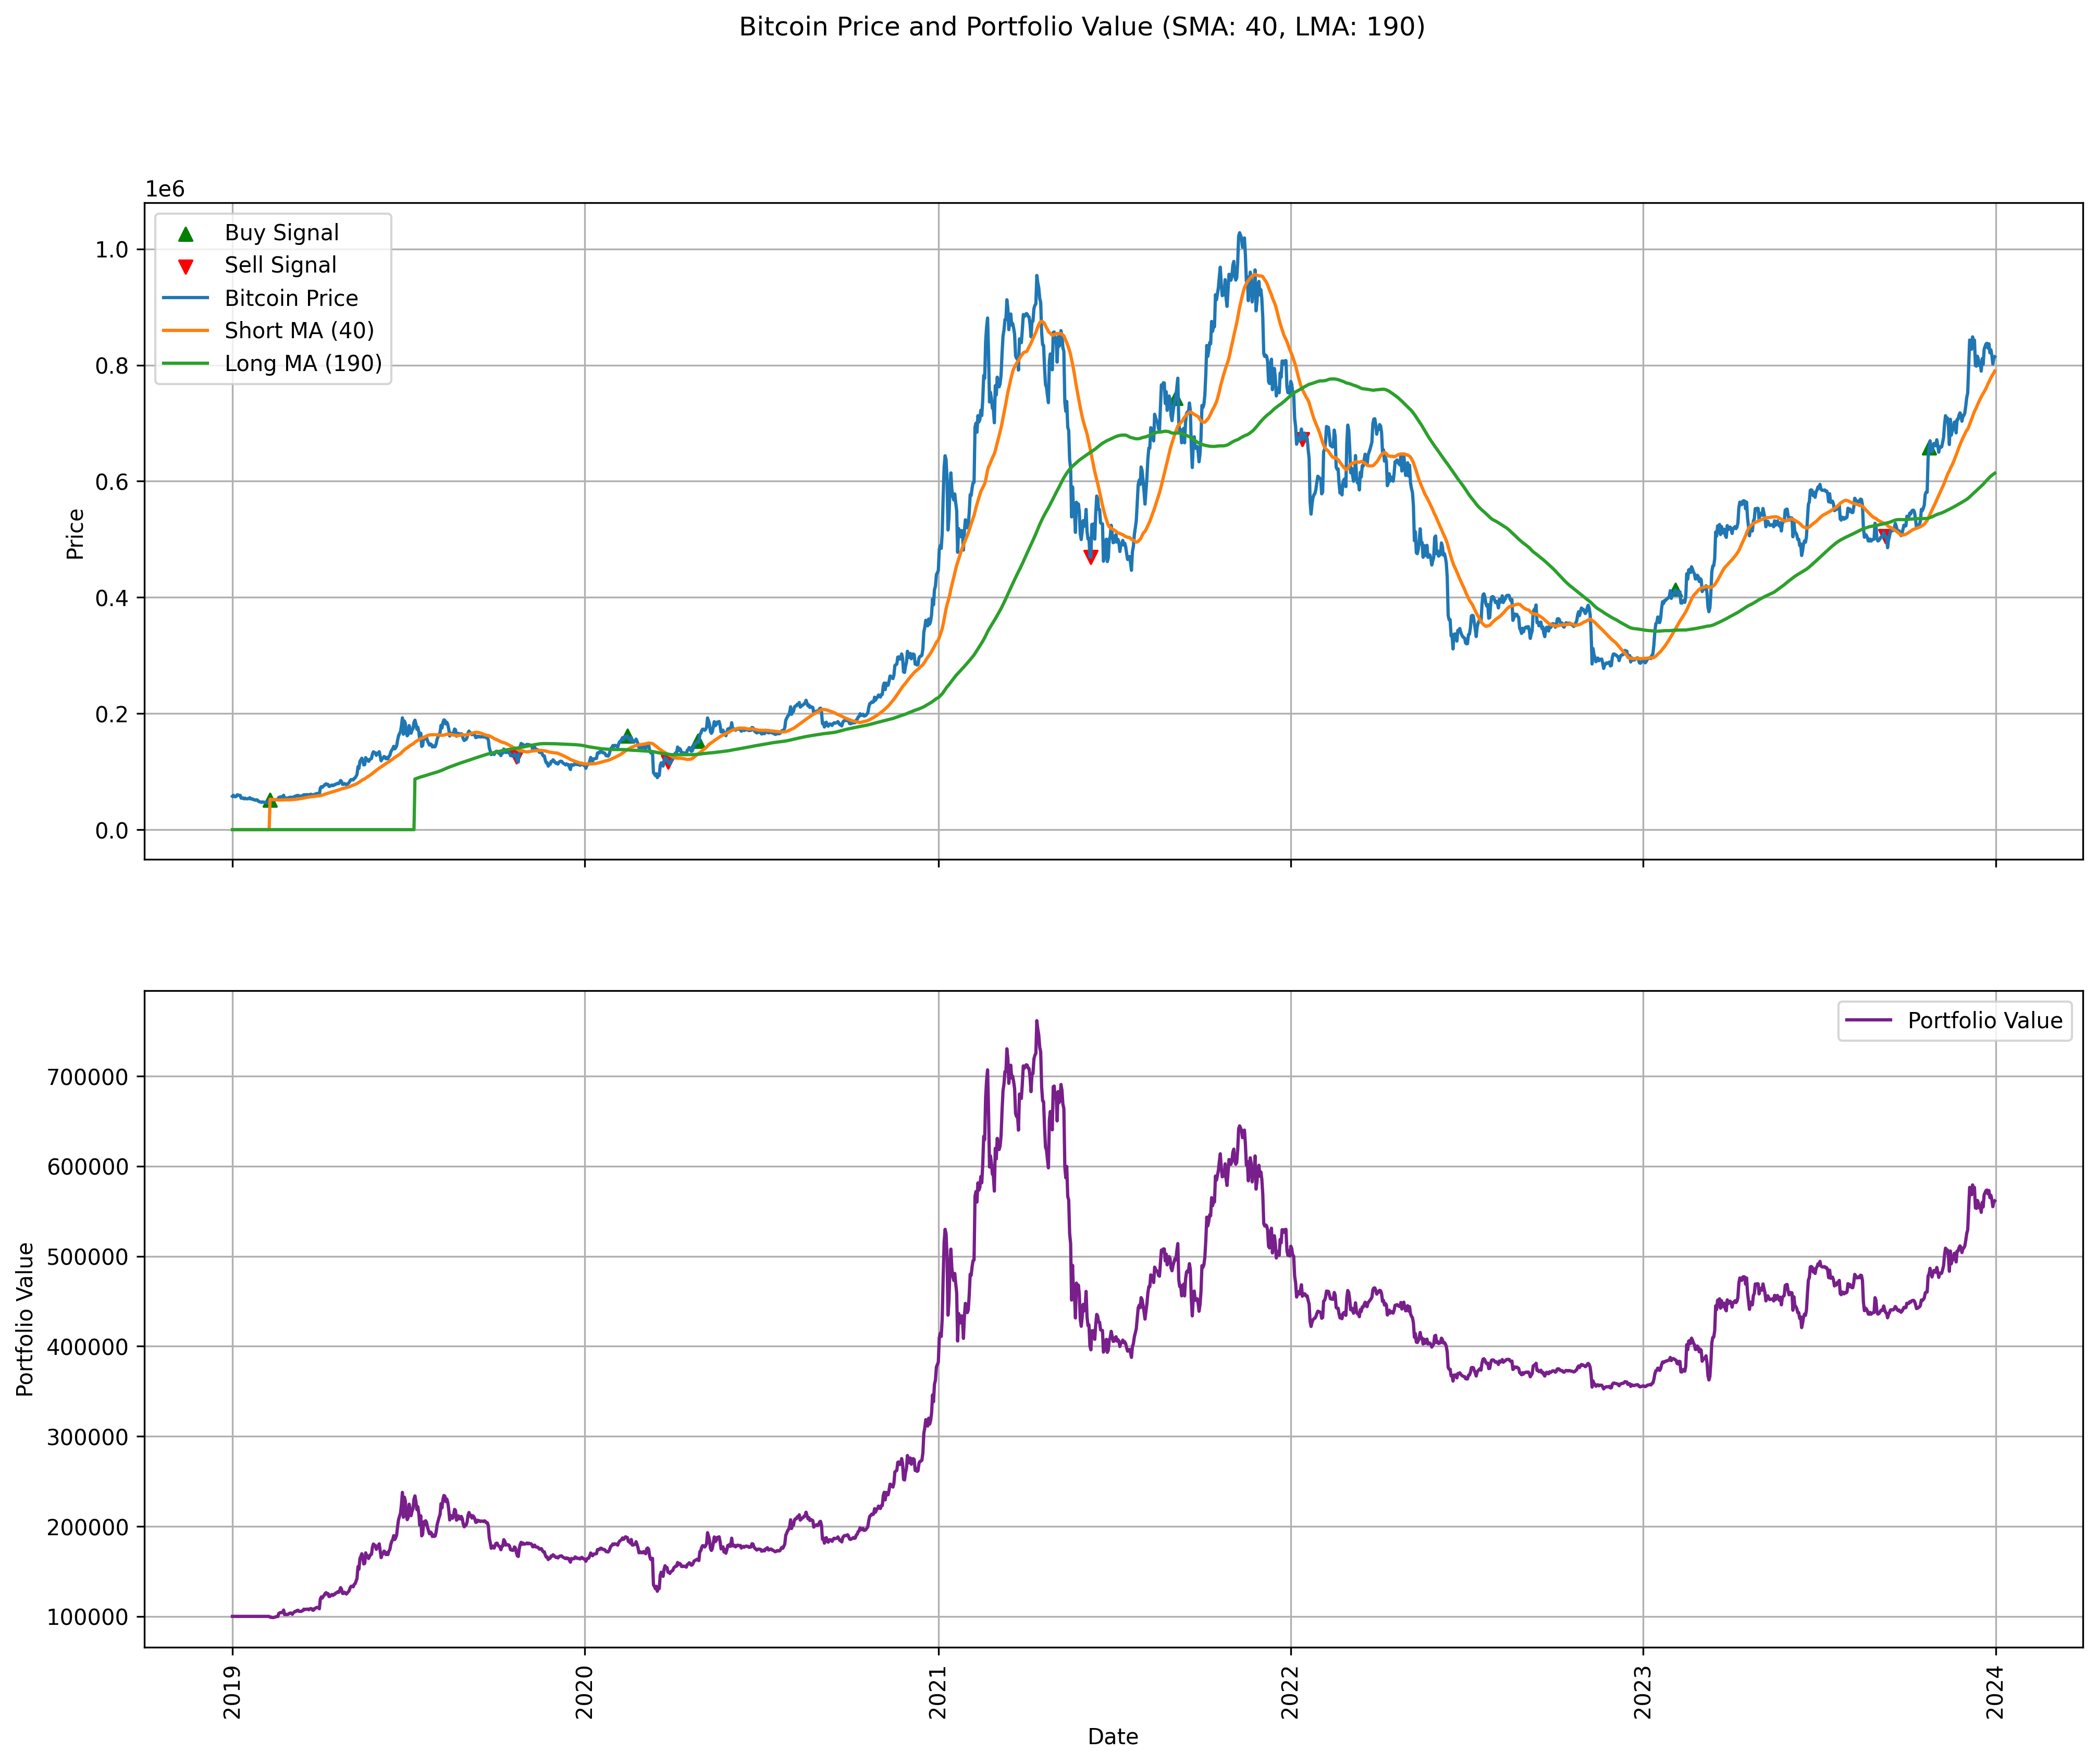 Bitcoin Price and Portfolio Value (SMA: 40, LMA: 190)
1e6
Buy Signal
Sell Signal
Bitcoin Price
Short MA (40)
Long MA (190)
1.0
0.8
0.6
0.4
0.2
0.0
Price
Portfolio Value
700000
600000
500000
400000
300000
200000
100000
Portfolio Value
2019
2020
2021
2022
2023
2024
Date